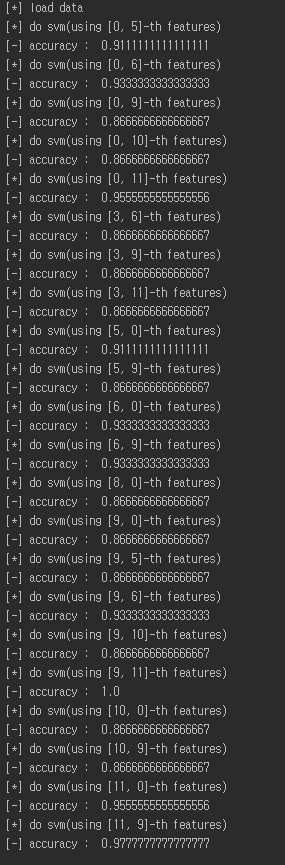 [*] load data
[*] do svm(using [0, 5]-th features)
[-] accuracy :  0.9111111111111111
[*] do svm(using [0, 6]-th features)
[-] accuracy :  0.9333333333333333
[*] do svm(using [0, 9]-th features)
[-] accuracy :  0.8666666666666667
[*] do svm(using [0, 10]-th features)
[-] accuracy :  0.8666666666666667
[*] do svm(using [0, 11]-th features)
[-] accuracy :  0.9555555555555556
[*] do svm(using [3, 6]-th features)
[-] accuracy :  0.8666666666666667
[*] do svm(using [3, 9]-th features)
[-] accuracy :  0.8666666666666667
[*] do svm(using [3, 11]-th features)
[-] accuracy :  0.8666666666666667
[*] do svm(using [5, 0]-th features)
[-] accuracy :  0.9111111111111111
[*] do svm(using [5, 9]-th features)
[-] accuracy :  0.8666666666666667
[*] do svm(using [6, 0]-th features)
[-] accuracy :  0.9333333333333333
[*] do svm(using [6, 9]-th features)
[-] accuracy :  0.9333333333333333
[*] do svm(using [8, 0]-th features)
[-] accuracy :  0.8666666666666667
[*] do svm(using [9, 0]-th features)
[-] accuracy :  0.8666666666666667
[*] do svm(using [9, 5]-th features)
[-] accuracy :  0.8666666666666667
[*] do svm(using [9, 6]-th features)
[-] accuracy :  0.9333333333333333
[*] do svm(using [9, 10]-th features)
[-] accuracy :  0.8666666666666667
[*] do svm(using [9, 11]-th features)
[-] accuracy :  1.0
[*] do svm(using [10, 0]-th features)
[-] accuracy :  0.8666666666666667
[*] do svm(using [10, 9]-th features)
[-] accuracy :  0.8666666666666667
[*] do svm(using [11, 0]-th features)
[-] accuracy :  0.9555555555555556
[*] do svm(using [11, 9]-th features)
[-] accuracy :  0.9777777777777777